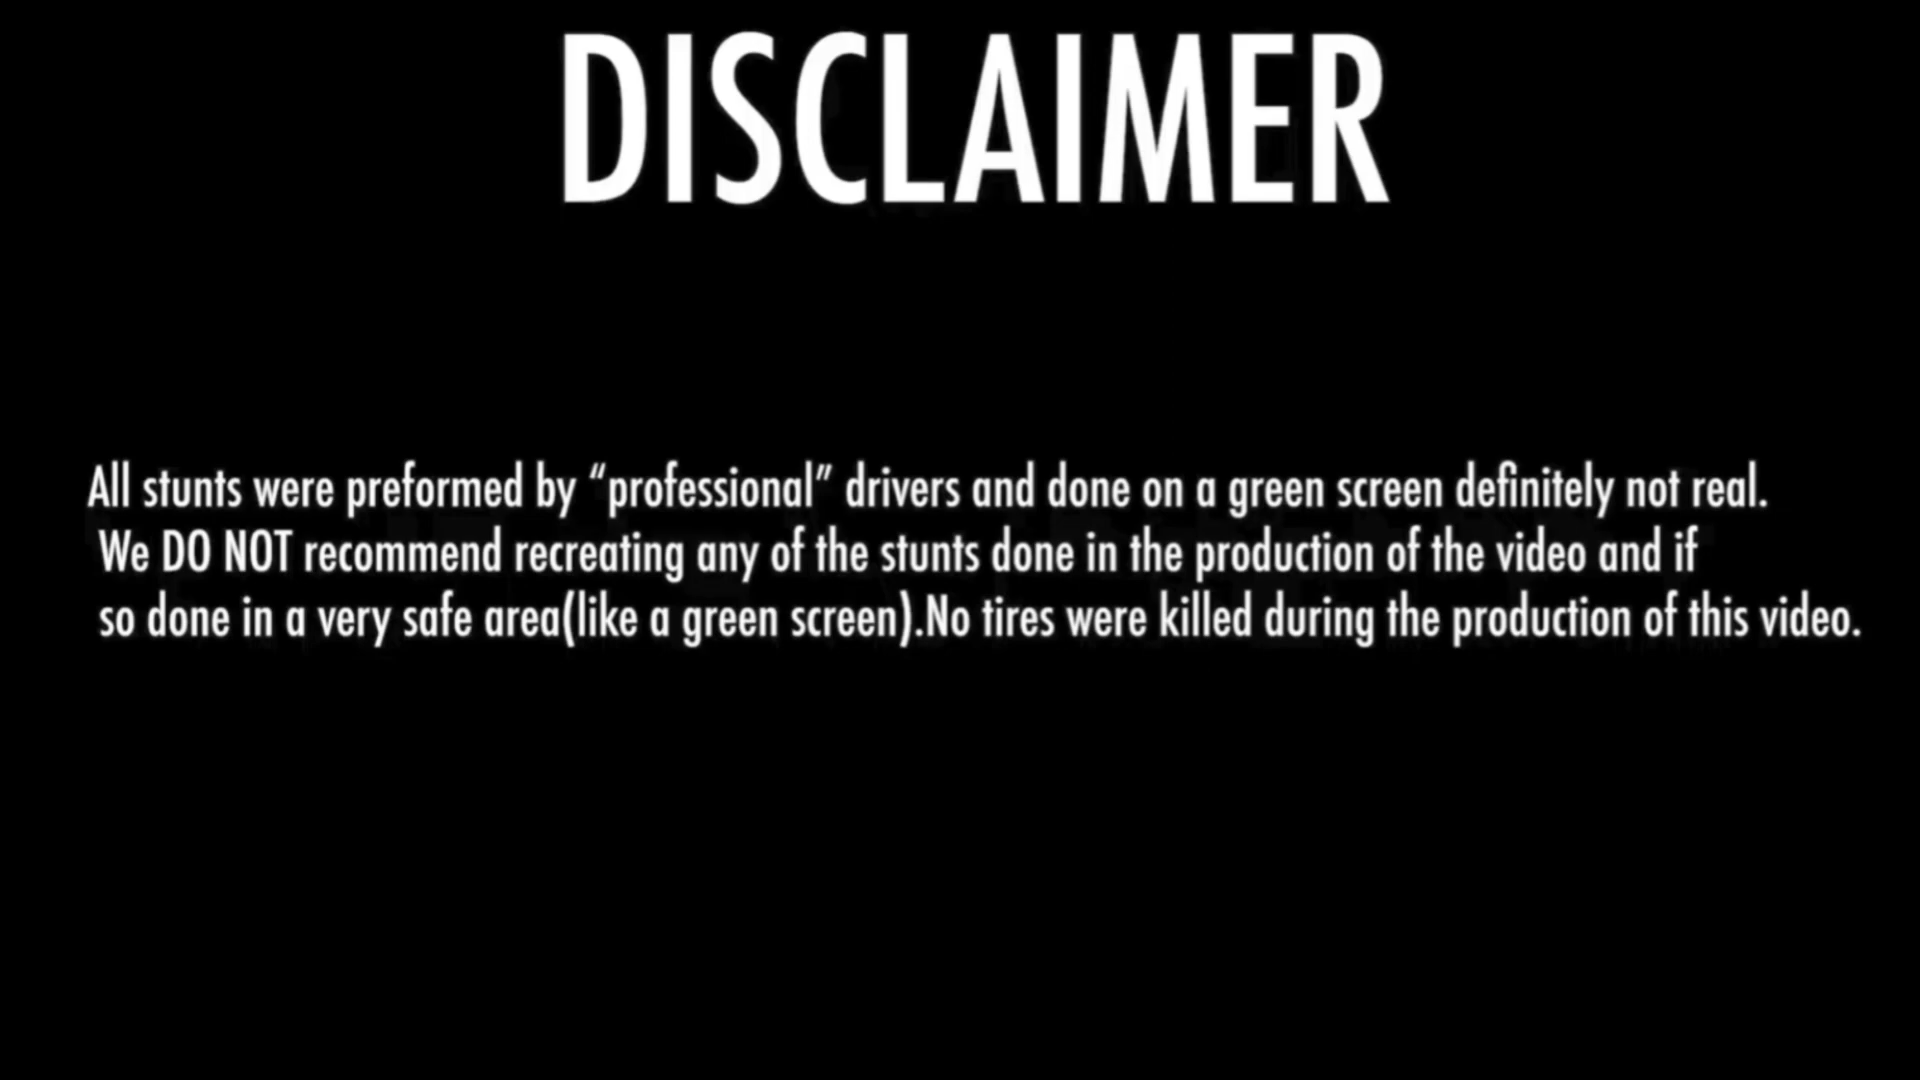 DISCLAIMER
All stunts were preformed by “professional” drivers and done on a green screen definitely not real.
We DO NOT recommend recreating any of the stunts done in the production of the video and if
so done in a very safe area(like a green screen).No tires were killed during the production of this video.